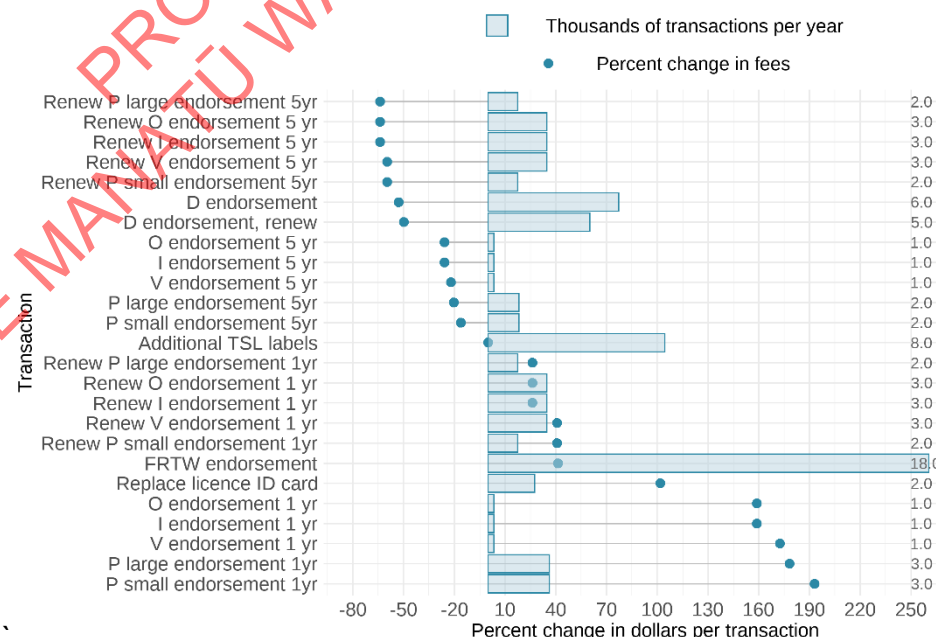 Thousands of transactions per year
Percent change in fees
PRO
E MANATŪ WA
Transaction
Renew P large endorsement 5yr 2.0
Renew O endorsement 5 yr 3.0
Renew I endorsement 5 yr 3.0
Renew V endorsement 5 yr 3.0
Renew P small endorsement 5yr 2.0
D endorsement 6.0
D endorsement, renew 5.0
O endorsement 5 yr 1.0
I endorsement 5 yr 1.0
V endorsement 5 yr 1.0
P large endorsement 5yr 2.0
P small endorsement 5yr 2.0
Additional TSL labels 8.0
Renew P large endorsement 1yr 2.0
Renew O endorsement 1 yr 3.0
Renew I endorsement 1 yr 3.0
Renew V endorsement 1 yr 3.0
Renew P small endorsement 1yr 2.0
FRTW endorsement 18.0
Replace licence ID card 2.0
O endorsement 1 yr 1.0
I endorsement 1 yr 1.0
V endorsement 1 yr 1.0
P large endorsement 1yr 3.0
P small endorsement 1yr 3.0
-80 -50 -20 10 40 70 100 130 160 190 220 250
Percent change in dollars per transaction